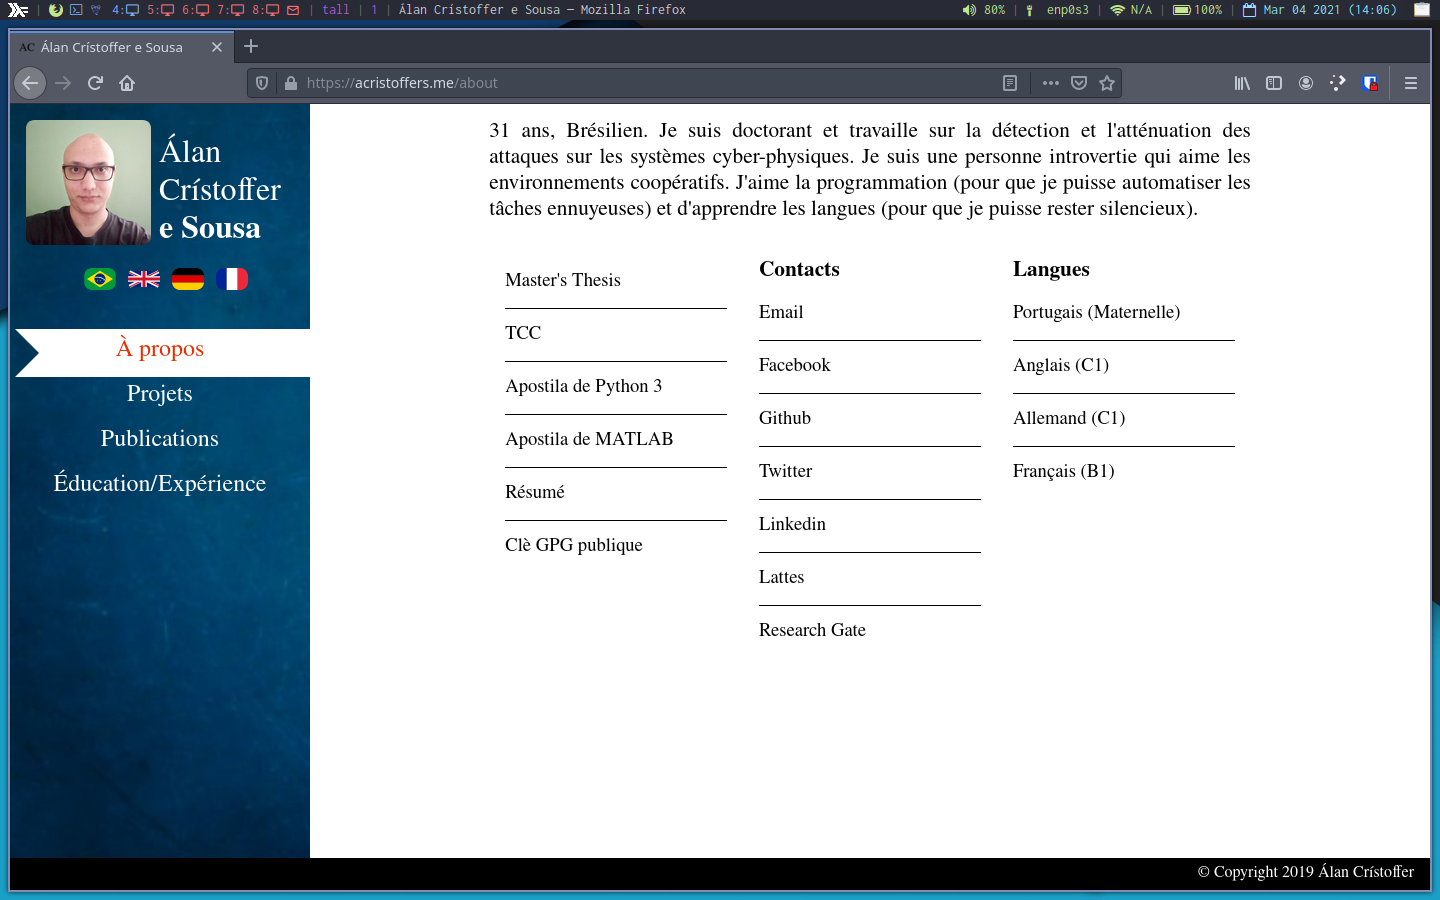 4: 5: 6: 7: 8: | tall | 1 | Álan Crístoffer e Sousa — Mozilla Firefox
80% | enp0s3 | N/A | 100% | Mar 04 2021 (14:06)
AC Álan Crístoffer e Sousa
https://acristoffers.me/about
Álan
Crístoffer
e Sousa
À propos
Projets
Publications
Éducation/Expérience
31 ans, Brésilien. Je suis doctorant et travaille sur la détection et l'atténuation des
attaques sur les systèmes cyber-physiques. Je suis une personne introvertie qui aime les
environnements coopératifs. J'aime la programmation (pour que je puisse automatiser les
tâches ennuyeuses) et d'apprendre les langues (pour que je puisse rester silencieux).
Master's Thesis
TCC
Apostila de Python 3
Apostila de MATLAB
Résumé
Clè GPG publique
Contacts
Email
Facebook
Github
Twitter
Linkedin
Lattes
Research Gate
Langues
Portugais (Maternelle)
Anglais (C1)
Allemand (C1)
Français (B1)
© Copyright 2019 Álan Crístoffer